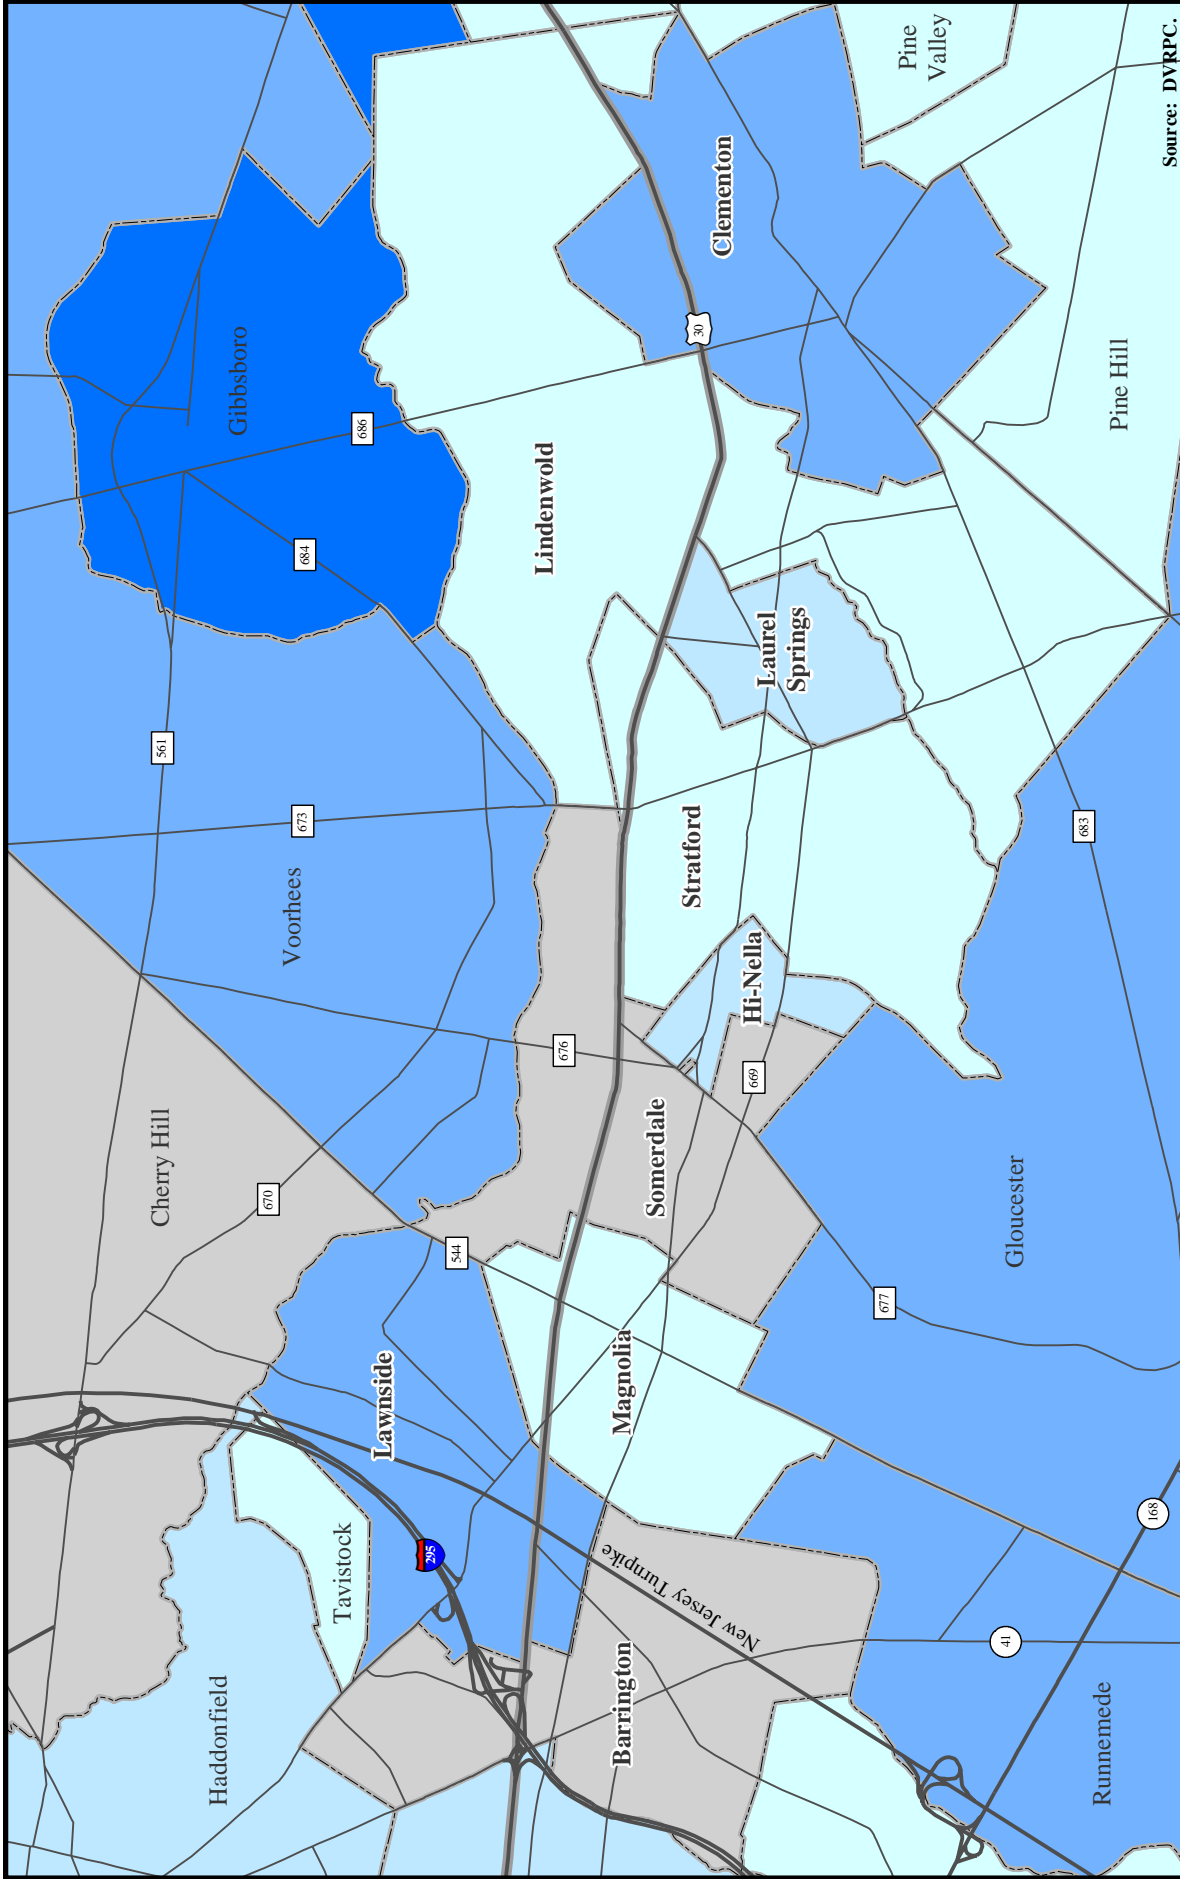 Haddonfield
Tavistock
Cherry Hill
Voorhees
Gibbsboro
561
673
670
684
686
544
676
295
Lawnside
Lindenwold
30
Barrington
New Jersey Turnpike
Magnolia
Somerdale
Hi-Nella
Stratford
Laurel
Springs
Clementon
669
677
683
Pine
Valley
Pine Hill
Gloucester
Runnemede
41
168
Source: DVRPC.